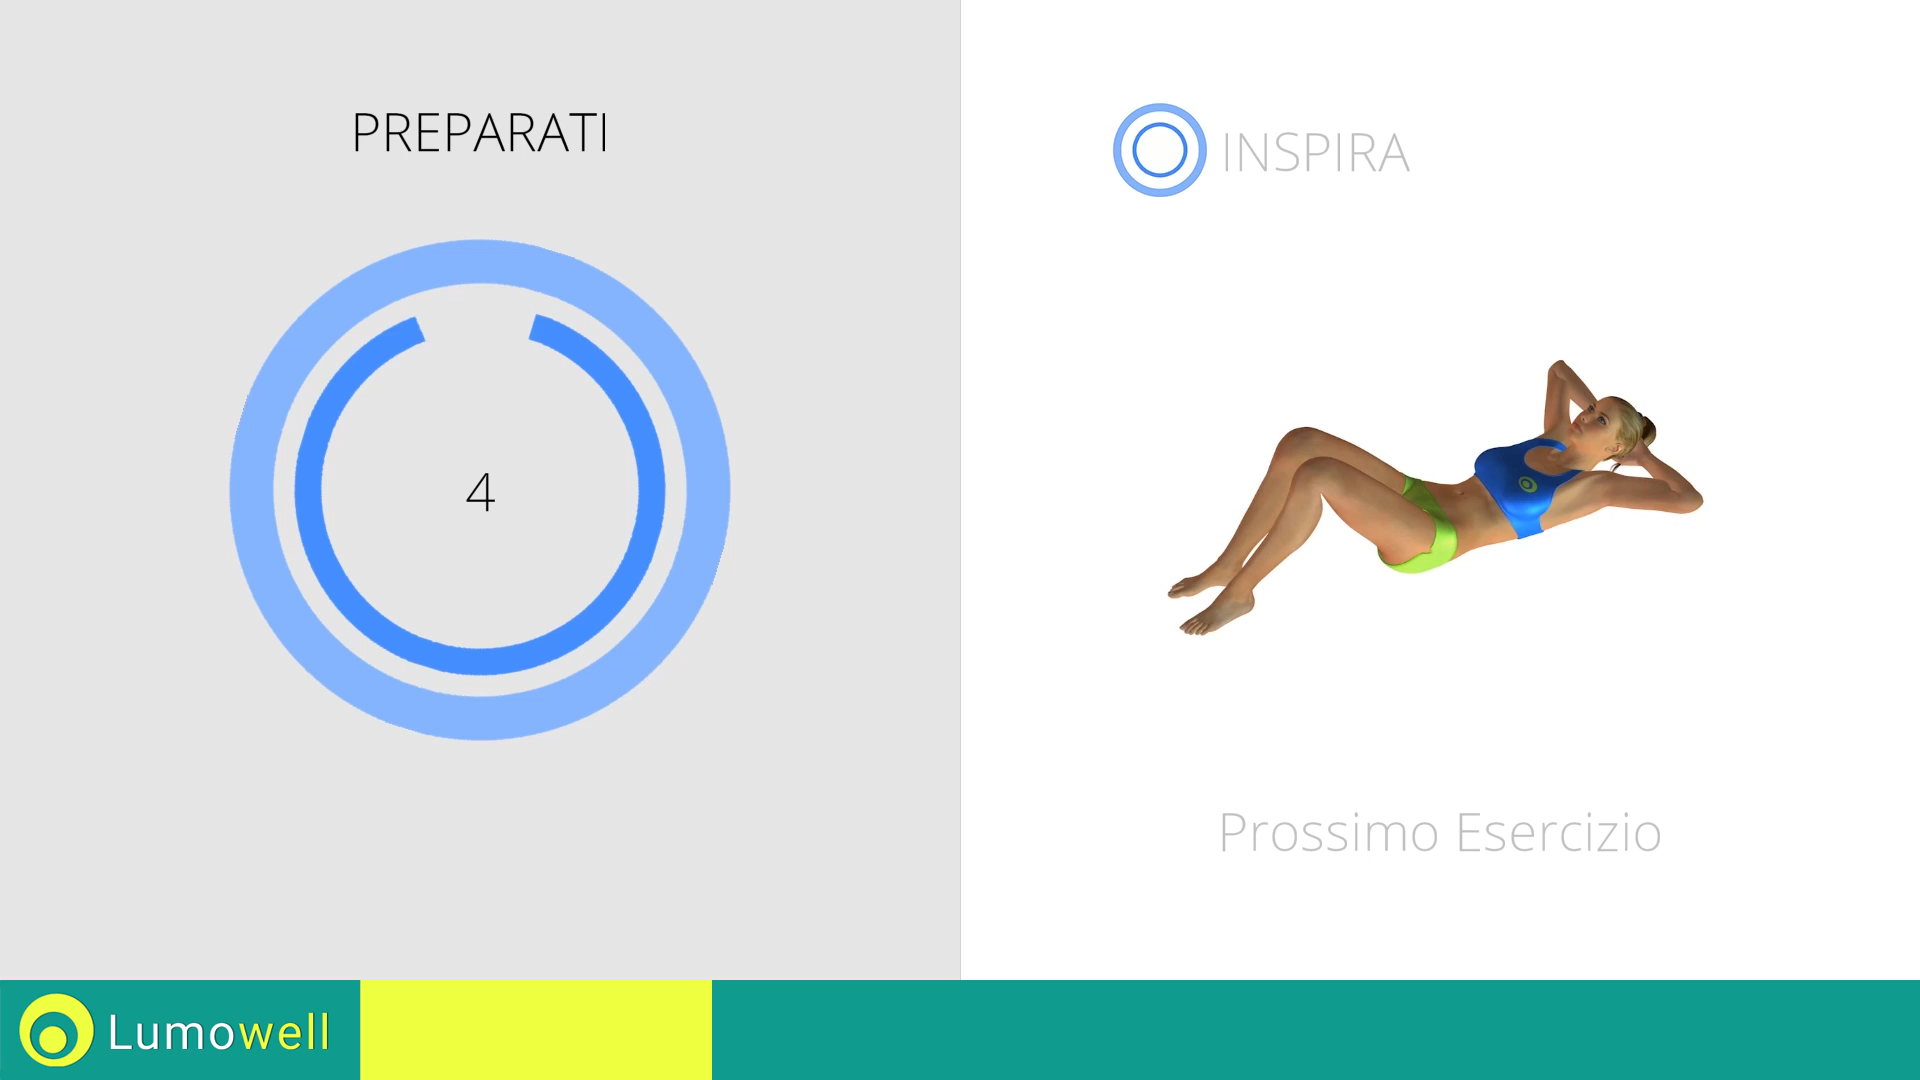 PREPARATI
4
INSPIRA
Prossimo Esercizio
Lumowell